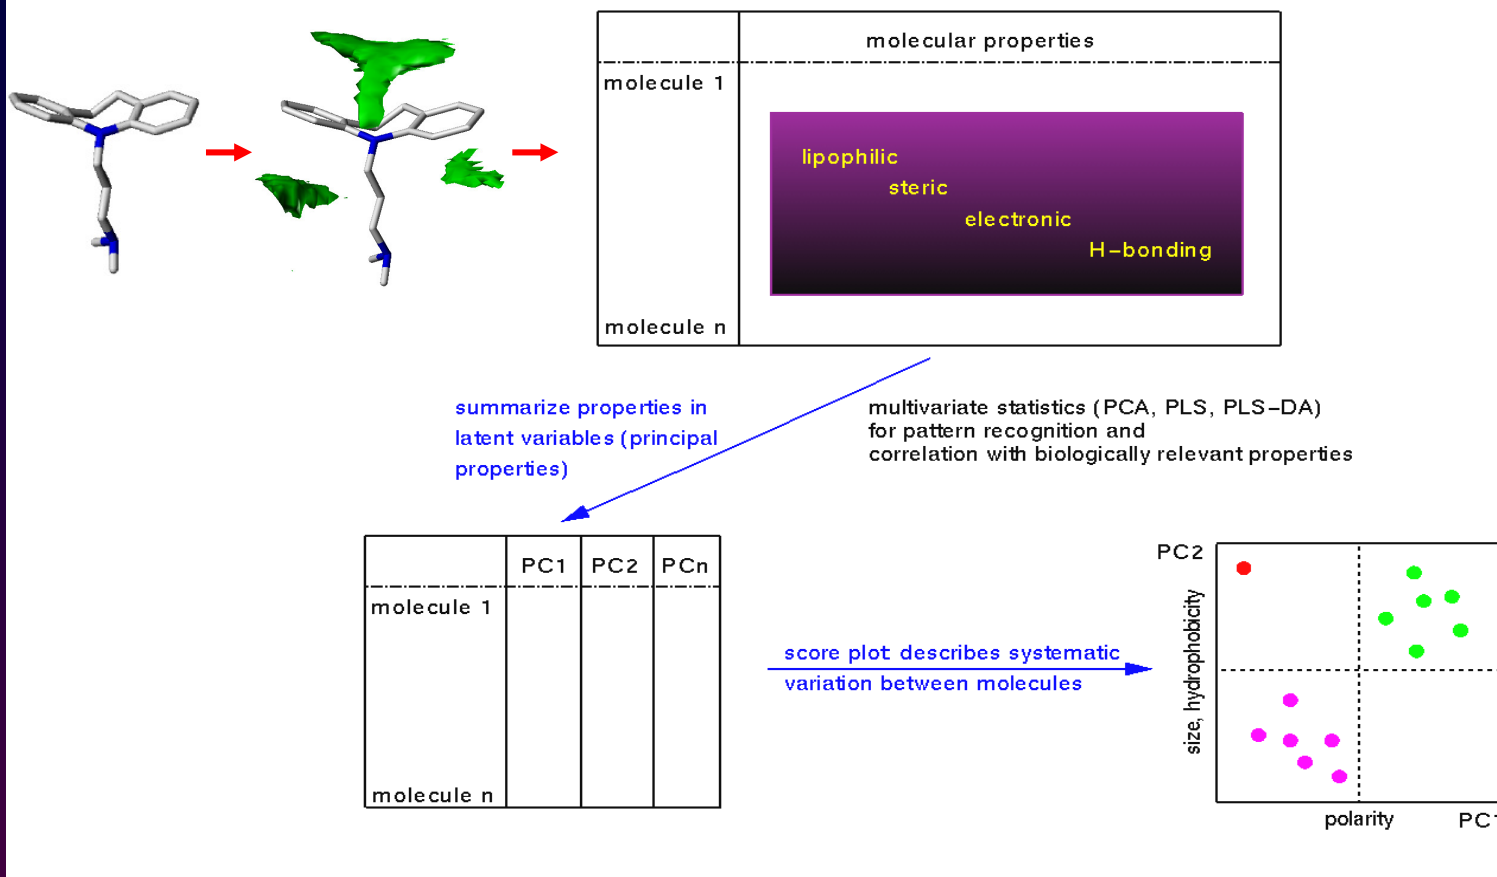 molecular properties
molecule 1
lipophilic
steric
electronic
H-bonding
molecule n
summarize properties in
latent variables (principal
properties)
multivariate statistics (PCA, PLS, PLS-DA)
for pattern recognition and
correlation with biologically relevant properties
PC1 PC2 PCn
molecule 1
molecule n
score plot describes systematic
variation between molecules
PC2
size, hydrophobicity
polarity PC1